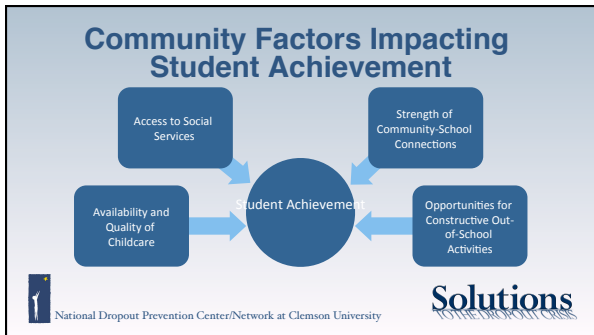 Community Factors Impacting
Student Achievement
Access to Social
Services
Strength of
Community-School
Connections
Student Achievement
Availability and
Quality of
Childcare
Opportunities for
Constructive Out-
of-School
Activities
National Dropout Prevention Center/Network at Clemson University
Solutions
TO THE DROPOUT CRISIS